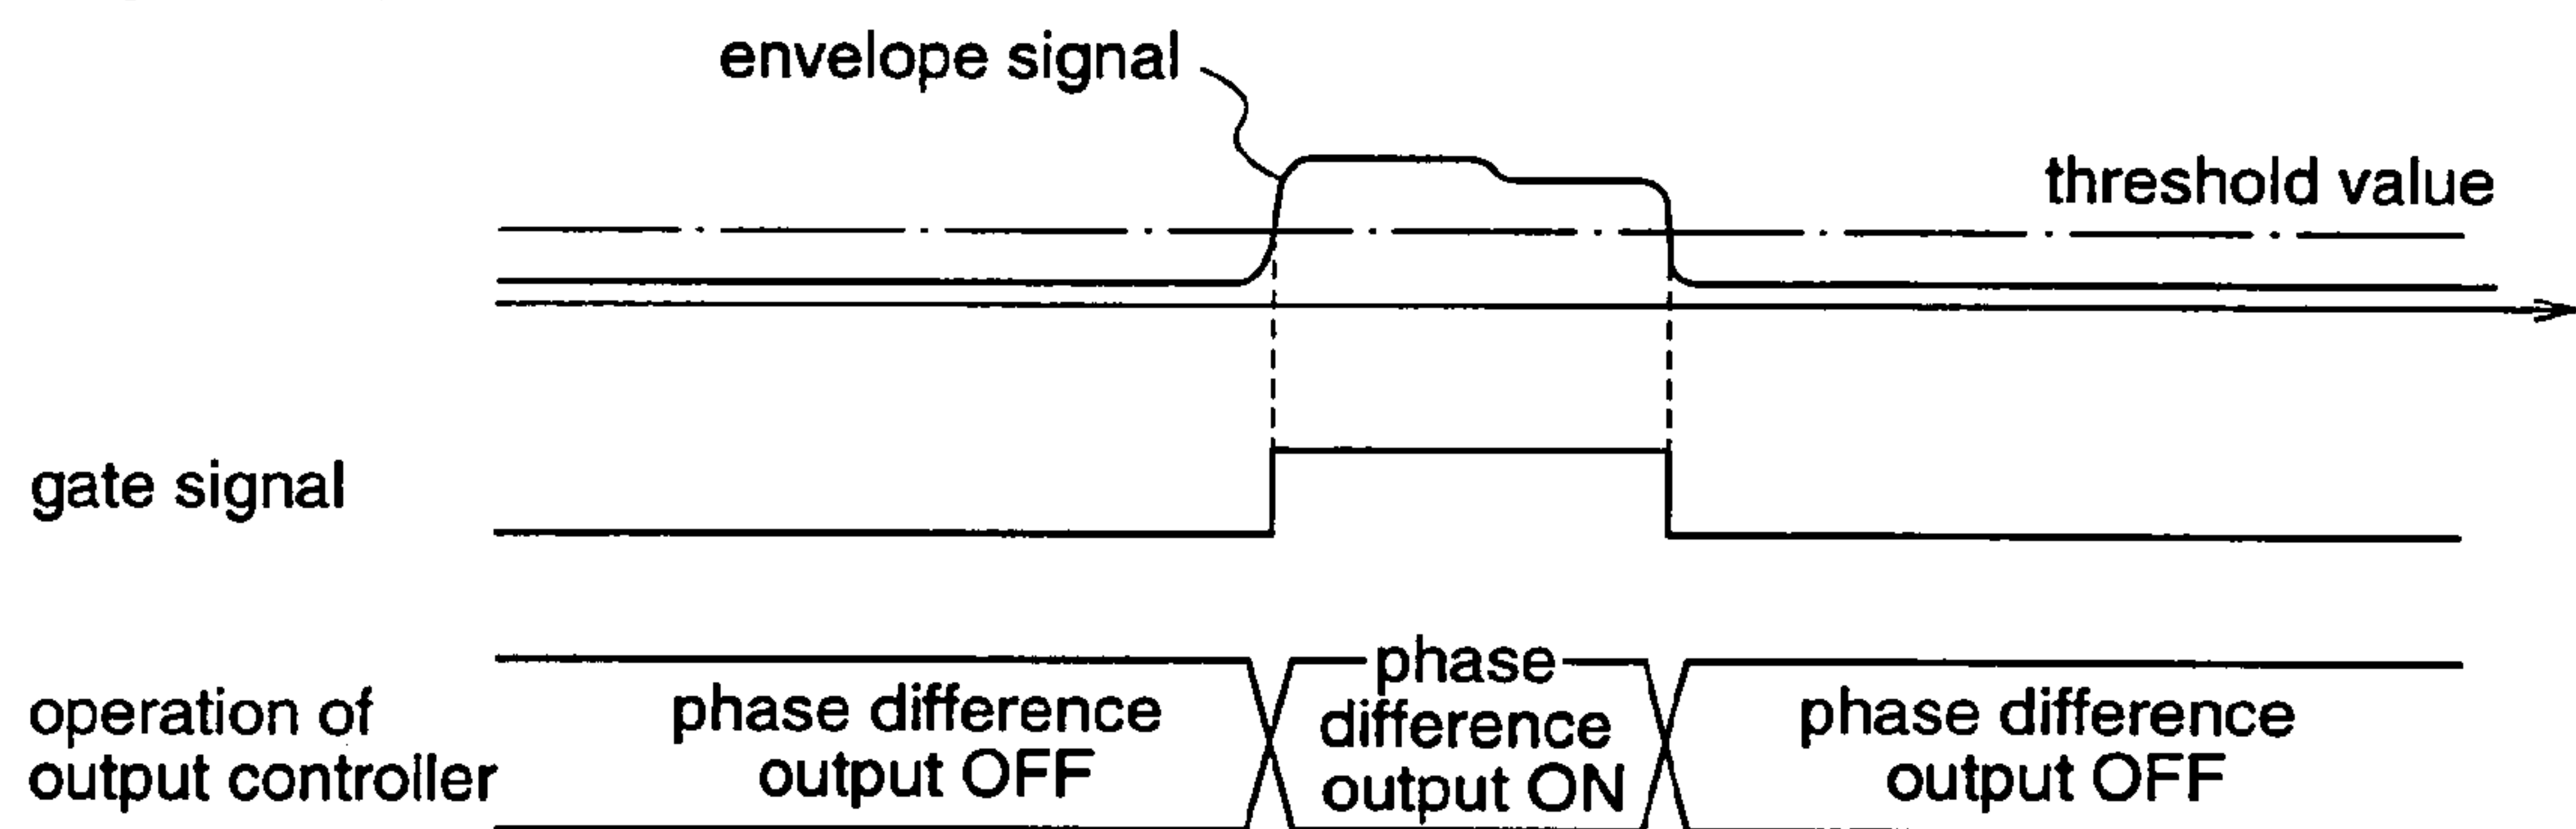 envelope signal
threshold value
gate signal
operation of
output controller
phase difference
output OFF
phase
difference
output ON
phase difference
output OFF